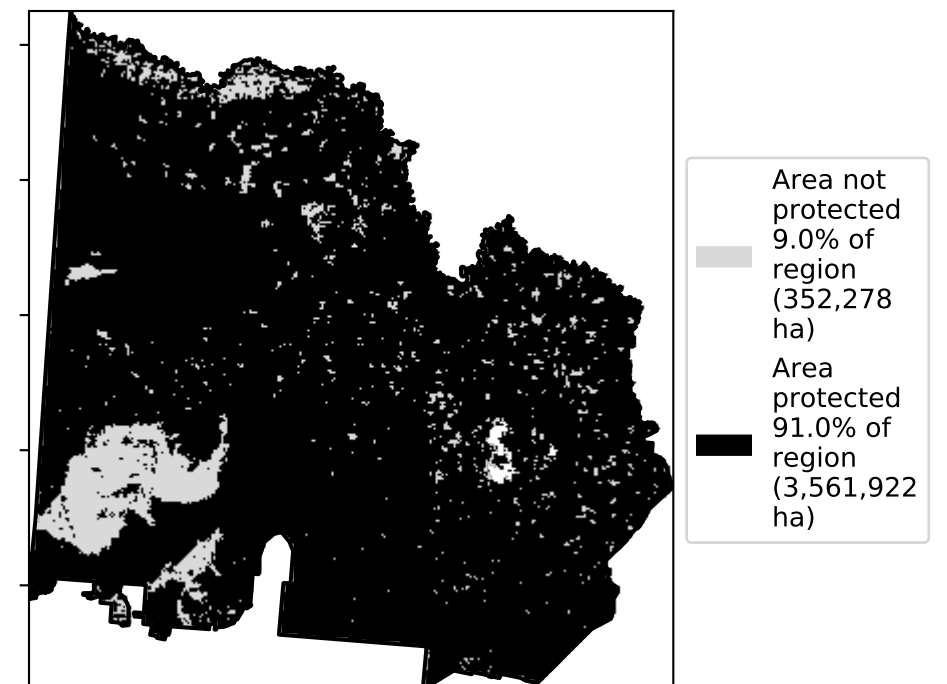 Area not
protected
9.0% of
region
(352,278
ha)
Area
protected
91.0% of
region
(3,561,922
ha)